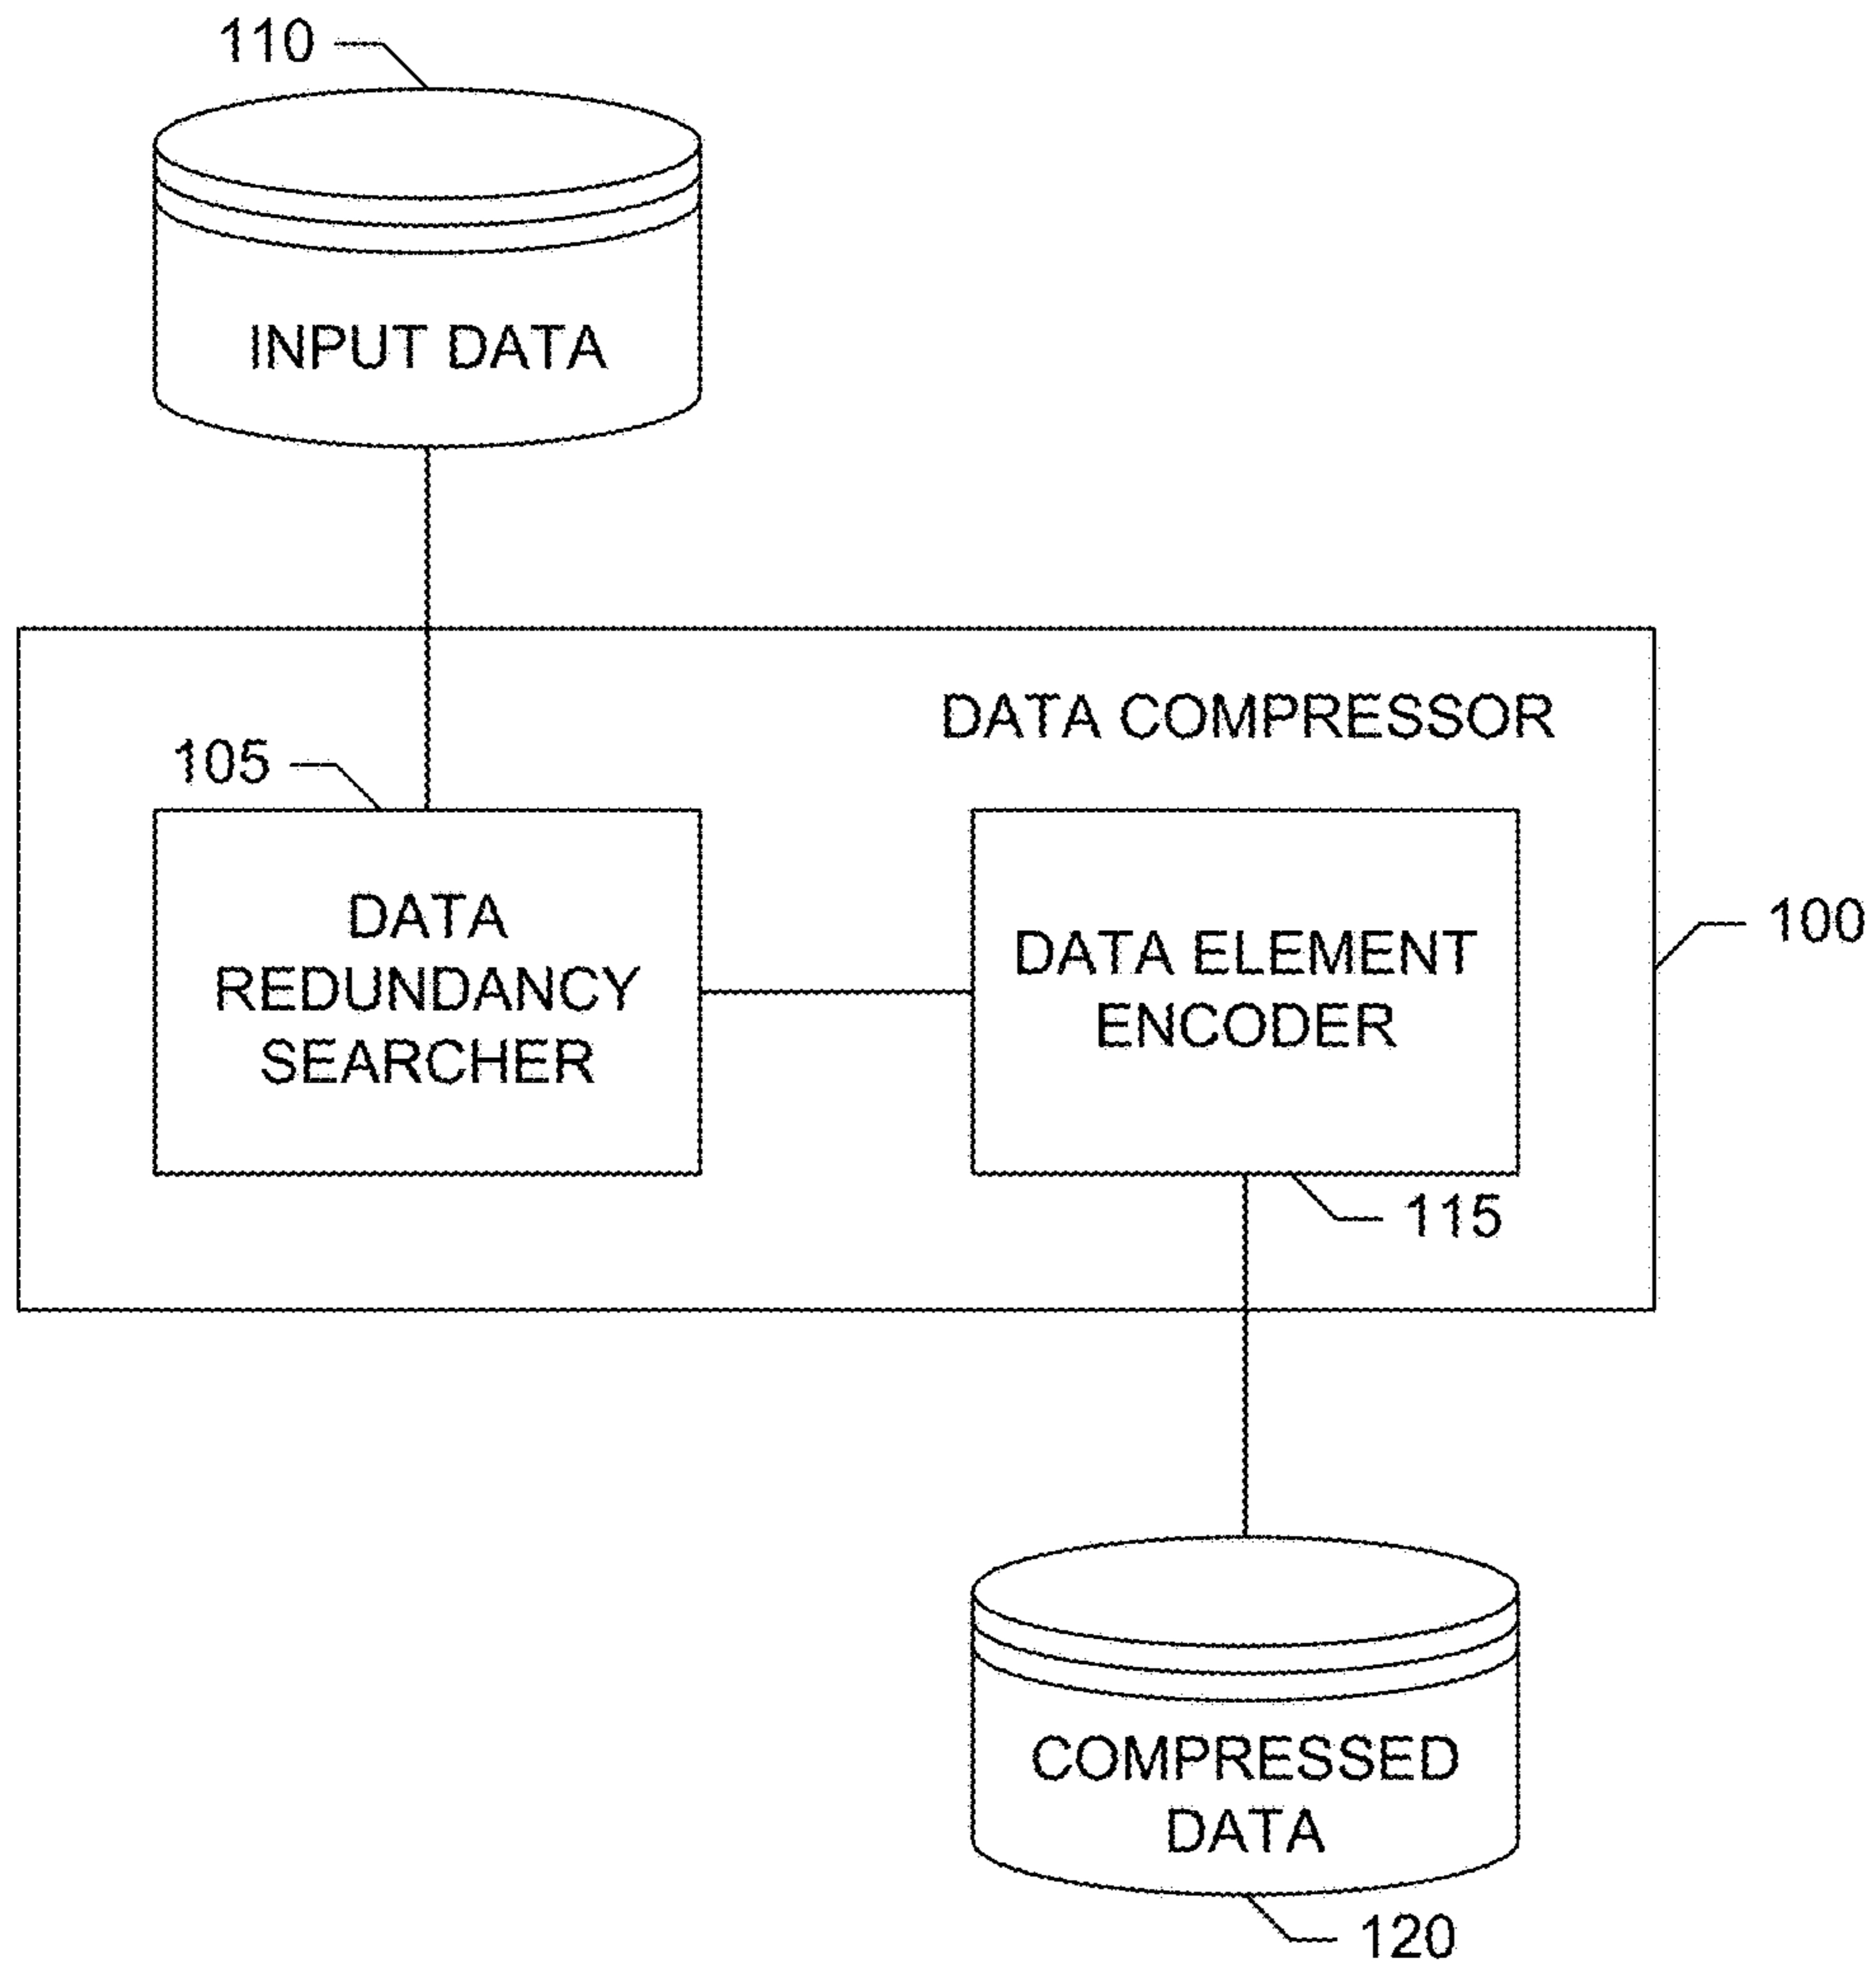 110
INPUT DATA
DATA COMPRESSOR
105
DATA
REDUNDANCY
SEARCHER
DATA ELEMENT
ENCODER
100
115
COMPRESSED
DATA
120